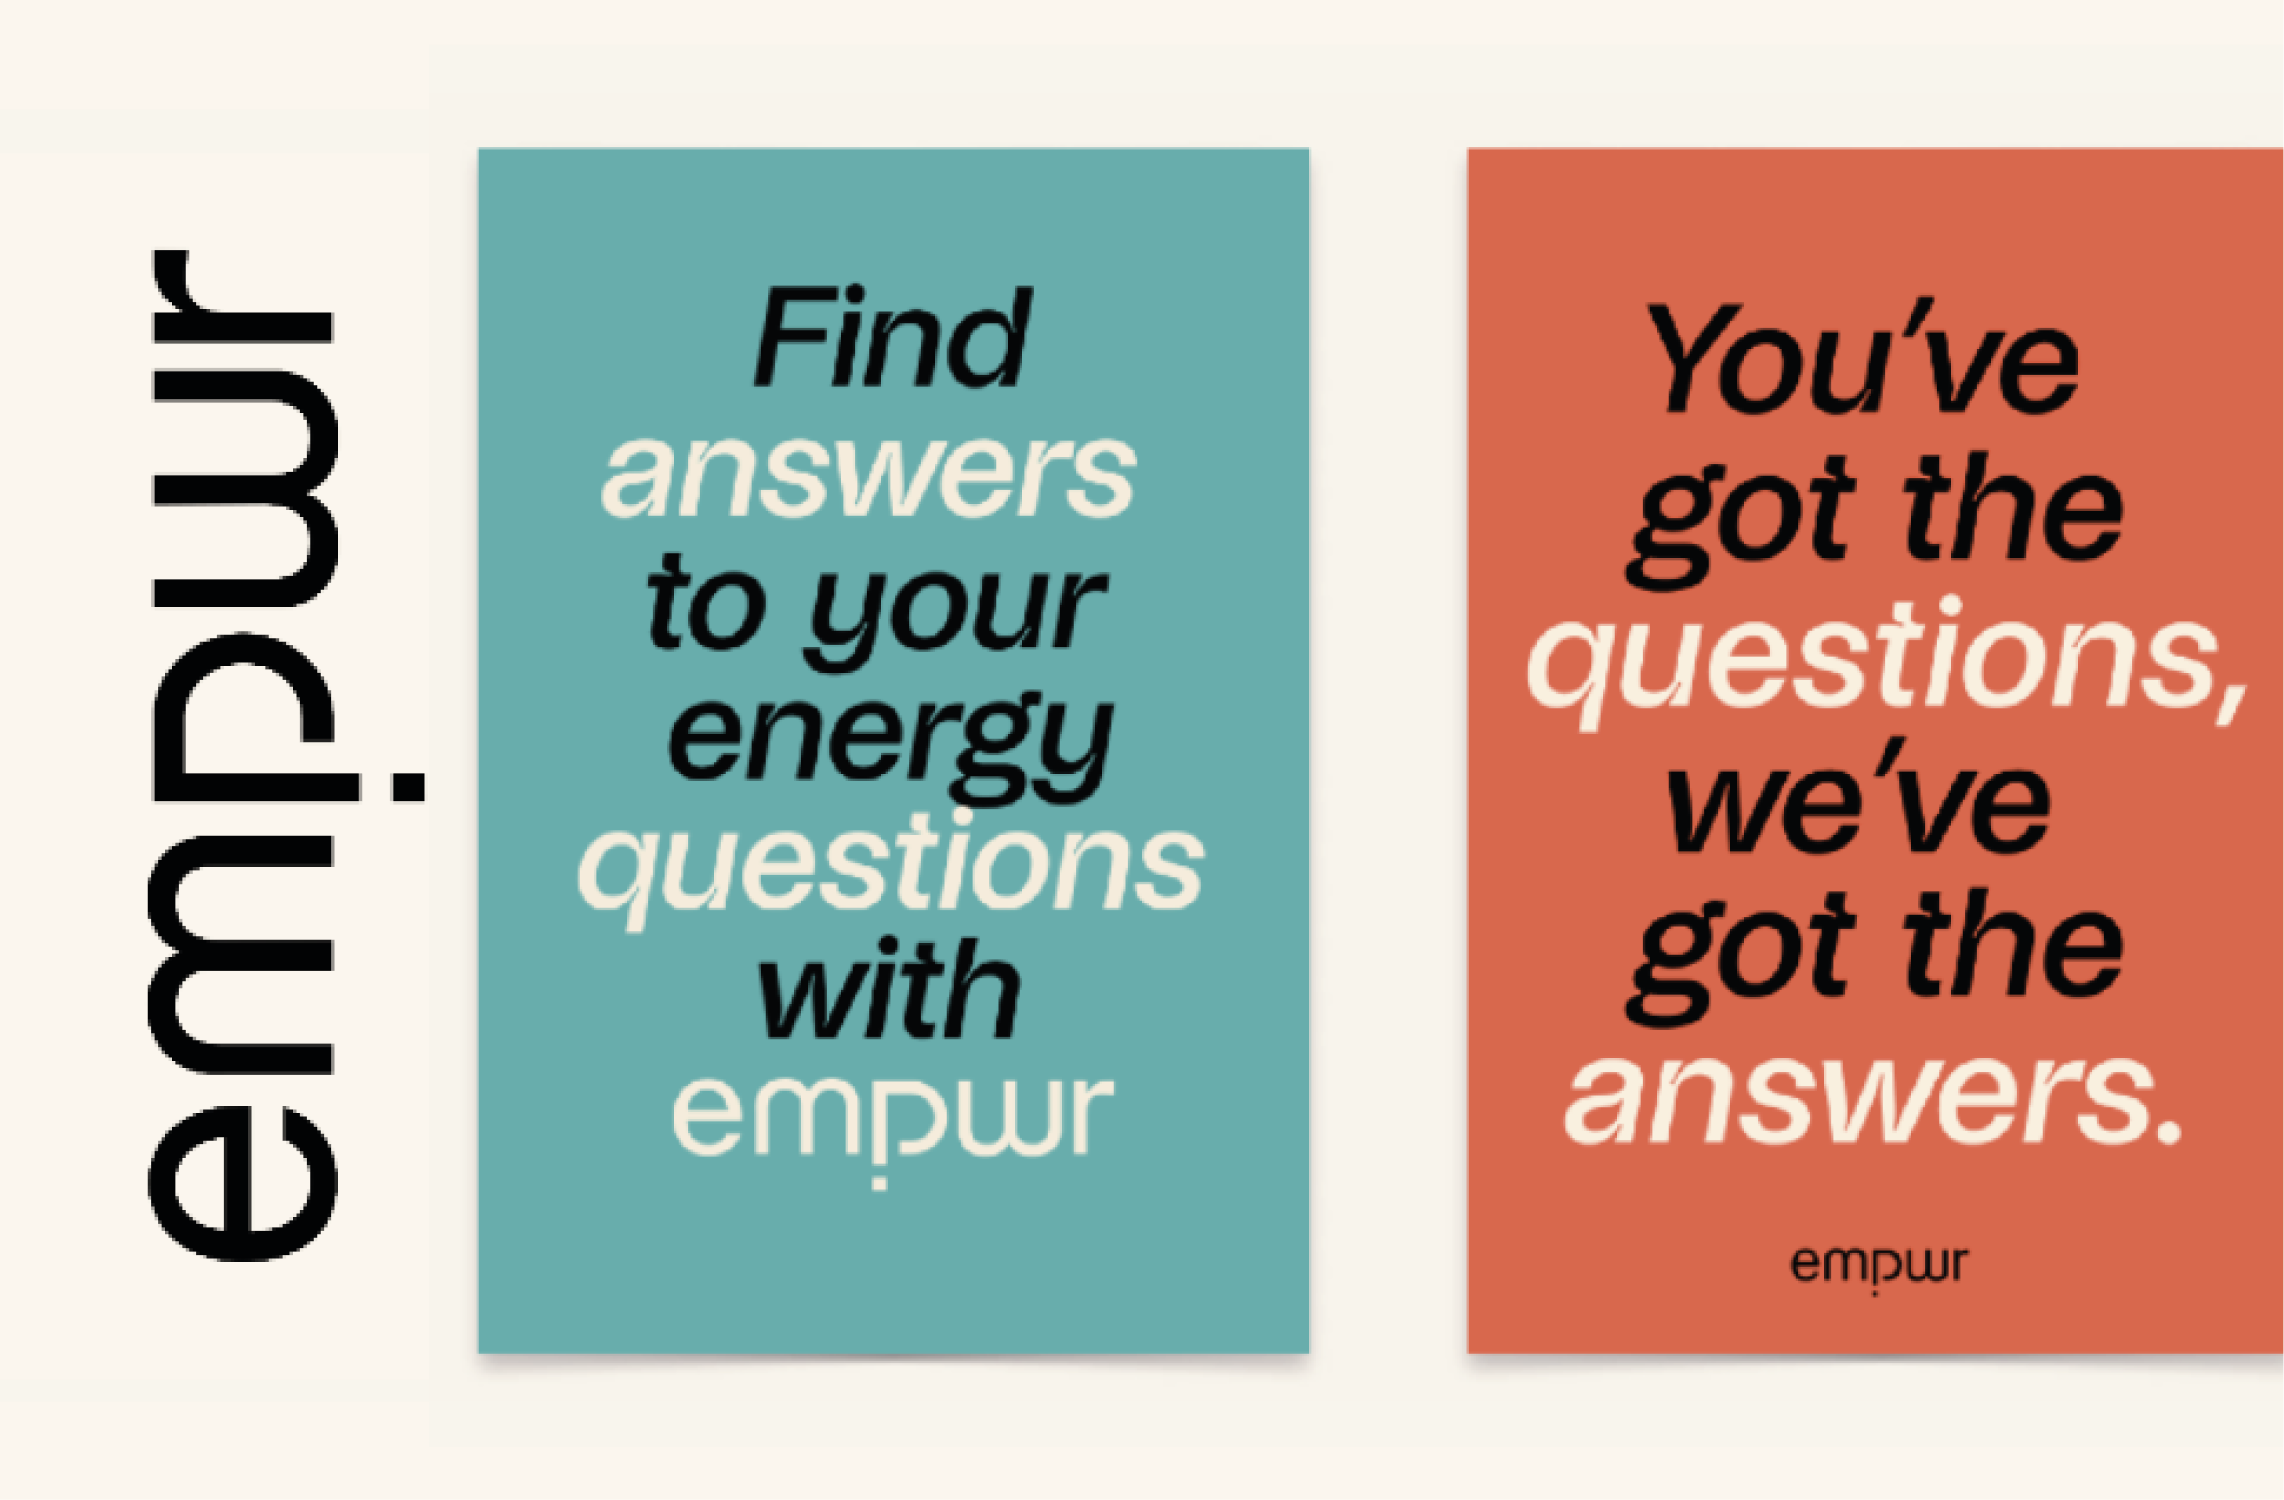 empwr
Find
answers
to your
energy
questions
with
empwr
You’ve
got the
questions,
we’ve
got the
answers.
empwr